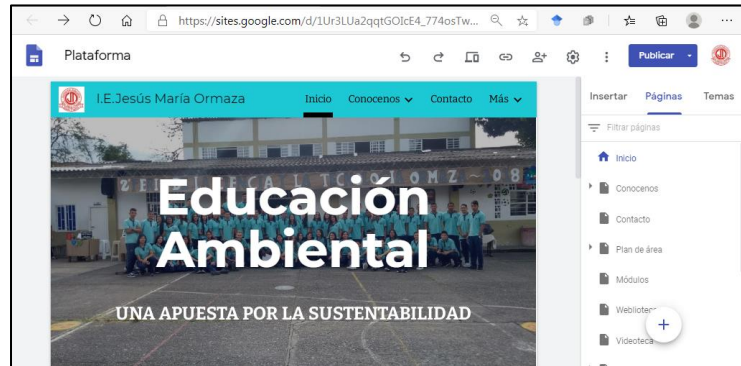 https://sites.google.com/d/1Ur3LUa2qqtGOIcE4_774osTw...
Plataforma
Publicar
I.E.Jesús María Ormaza
Inicio Conocenos Contacto Más
Educación
Ambiental
UNA APUESTA POR LA SUSTENTABILIDAD
Insertar Páginas Temas
Filtrar páginas
Inicio
Conocenos
Contacto
Plan de área
Módulos
Videoteca